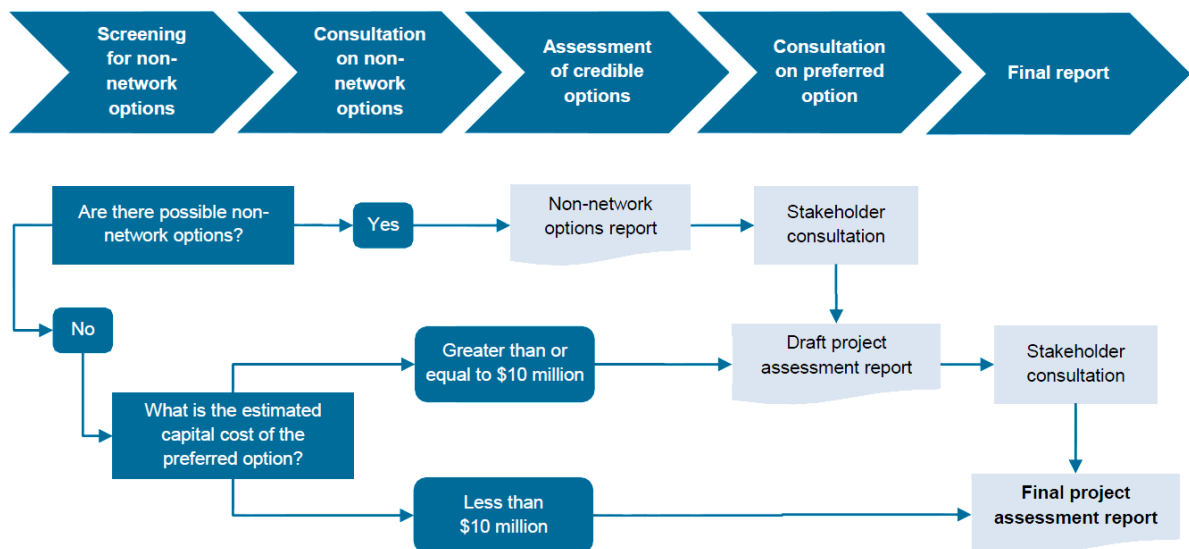 Screening
for non-
network
options
Consultation
on non-
network
options
Assessment
of credible
options
Consultation
on preferred
option
Final report
Are there possible non-
network options?
Yes
Non-network
options report
Stakeholder
consultation
No
Greater than or
equal to $10 million
Draft project
assessment report
Stakeholder
consultation
What is the estimated
capital cost of the
preferred option?
Less than
$10 million
Final project
assessment report